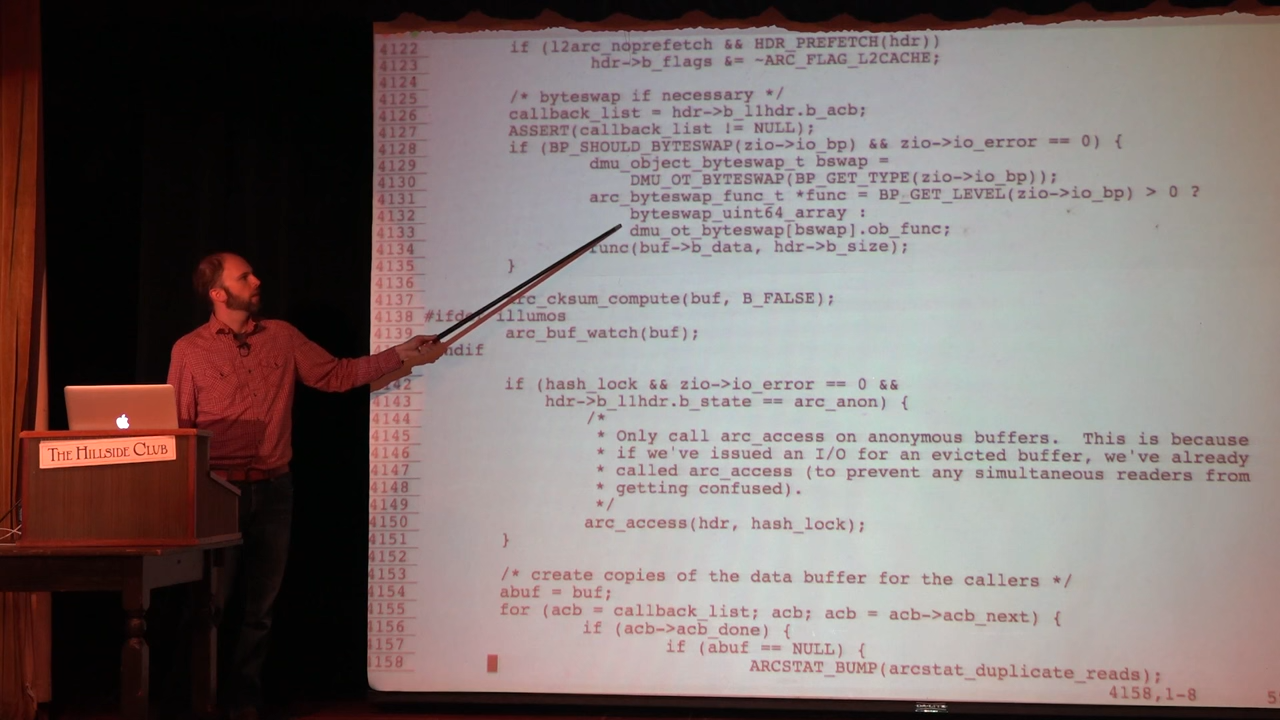 4122 if (l2arc_noprefetch && HDR_PREFETCH(hdr))
4123 hdr->b_flags &= ~ARC_FLAG_L2CACHE;
4124
4125 /* byteswap if necessary */
4126 callback_list = hdr->b_l1hdr.b_acb;
4127 ASSERT(callback_list != NULL);
4128 if (BP_SHOULD_BYTESWAP(zio->io_bp) && zio->io_error == 0) {
4129 dmu_object_byteswap_t bswap =
4130 DMU_OT_BYTESWAP(BP_GET_TYPE(zio->io_bp));
4131 arc_byteswap_func_t *func = BP_GET_LEVEL(zio->io_bp) > 0 ?
4132 byteswap_uint64_array :
4133 dmu_ot_byteswap[bswap].ob_func;
4134 func(buf->b_data, hdr->b_size);
4135 }
4136
4137 arc_cksum_compute(buf, B_FALSE);
4138 #ifdef illumos
4139 arc_buf_watch(buf);
ndif
42 if (hash_lock && zio->io_error == 0 &&
4143 hdr->b_l1hdr.b_state == arc_anon) {
4144 /*
4145 * Only call arc_access on anonymous buffers. This is because
4146 * if we've issued an I/O for an evicted buffer, we've already
4147 * called arc_access (to prevent any simultaneous readers from
4148 * getting confused).
4149 */
4150 arc_access(hdr, hash_lock);
4151 }
4152
4153 /* create copies of the data buffer for the callers */
4154 abuf = buf;
4155 for (acb = callback_list; acb; acb = acb->acb_next) {
4156 if (acb->acb_done) {
4157 if (abuf == NULL) {
4158 ARCSTAT_BUMP(arcstat_duplicate_reads);
4158,1-8 5
THE HILLSIDE CLUB